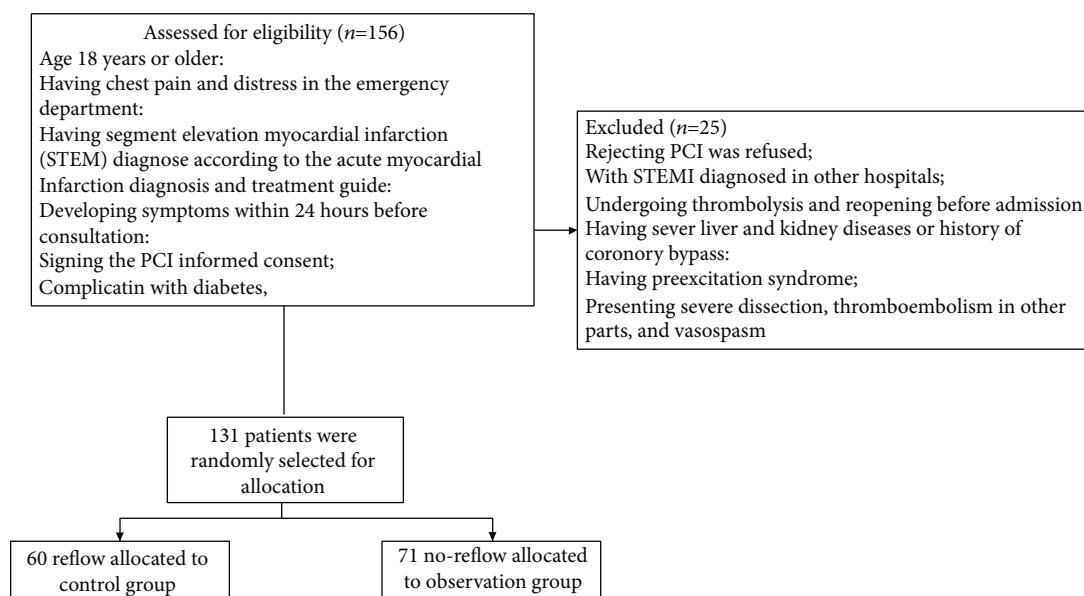 Assessed for eligibility (n=156)
Age 18 years or older:
Having chest pain and distress in the emergency
department:
Having segment elevation myocardial infarction
(STEM) diagnose according to the acute myocardial
Infarction diagnosis and treatment guide:
Developing symptoms within 24 hours before
consultation:
Signing the PCI informed consent;
Complicatin with diabetes,
Excluded (n=25)
Rejecting PCI was refused;
With STEMI diagnosed in other hospitals;
Undergoing thrombolysis and reopening before admission
Having sever liver and kidney diseases or history of
coronory bypass:
Having preexcitation syndrome;
Presenting severe dissection, thromboembolism in other
parts, and vasospasm
131 patients were
randomly selected for
allocation
60 reflow allocated to
control group
71 no-reflow allocated
to observation group